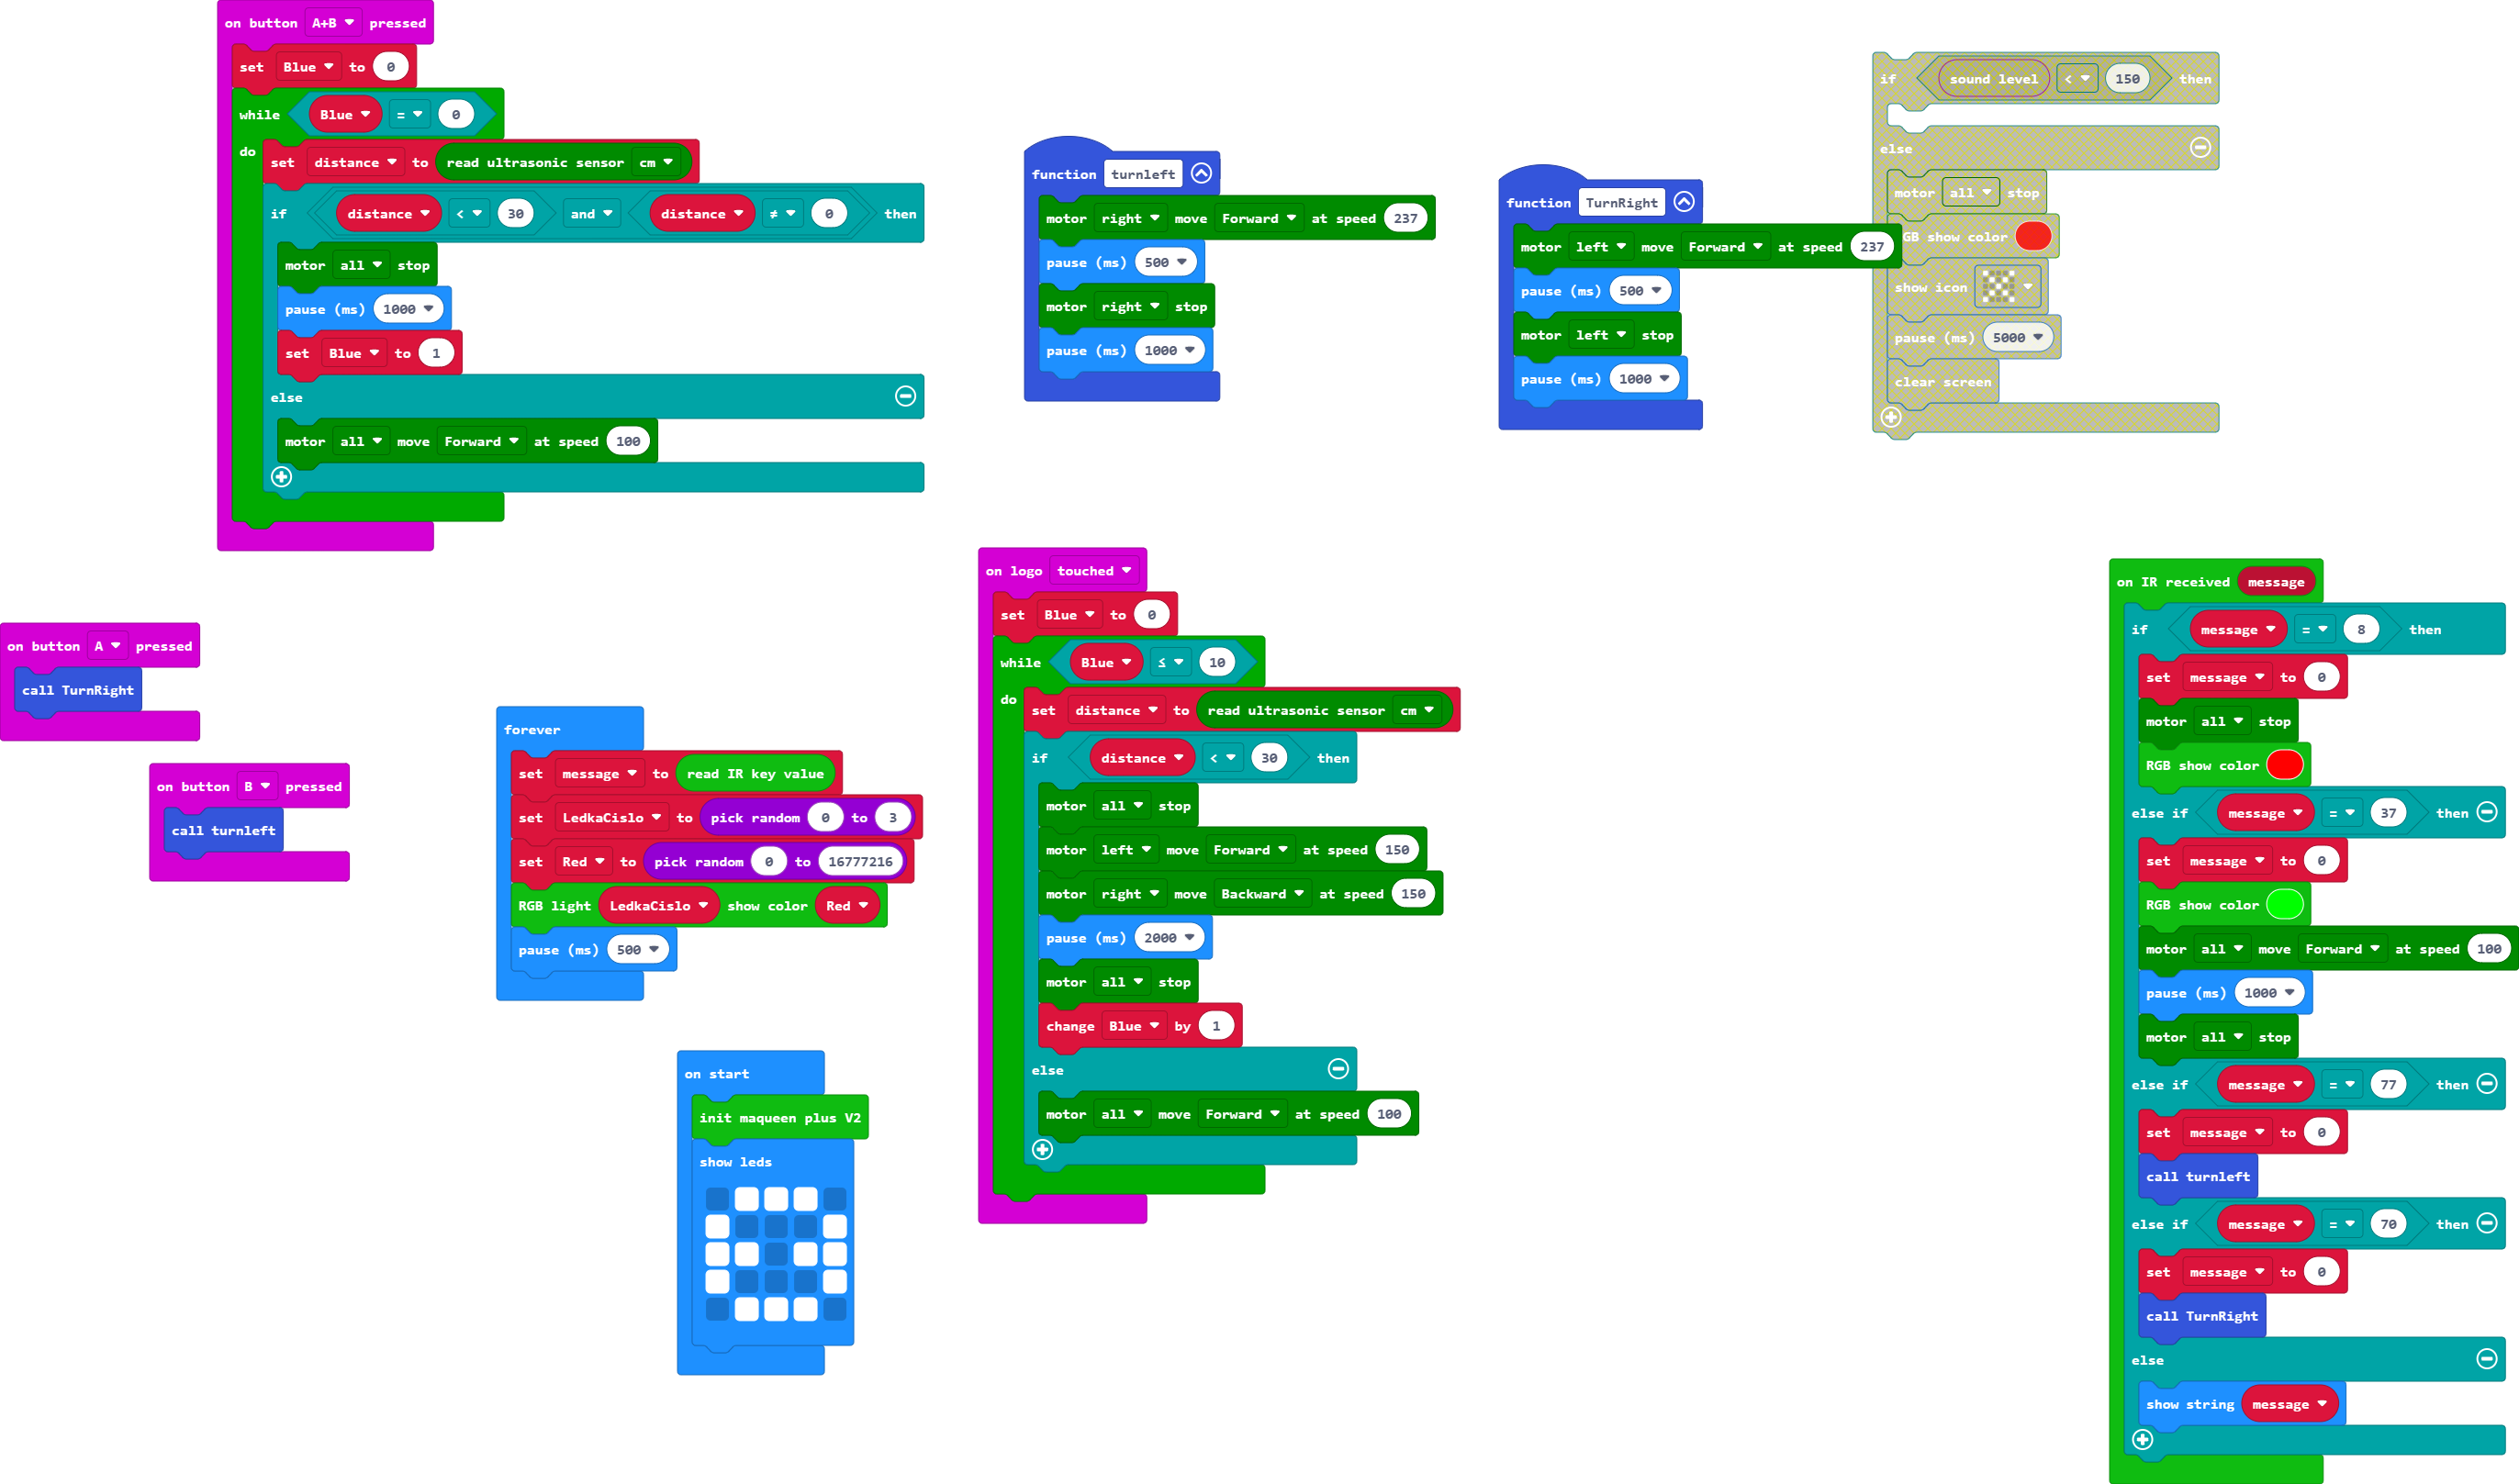 on button A+B pressed
set Blue to 0
while Blue = 0
do
set distance to read ultrasonic sensor cm
if distance < 30 and distance ≠ 0 then
motor all stop
pause (ms) 1000
set Blue to 1
else
motor all move Forward at speed 100
function turnleft
motor right move Forward at speed 237
pause (ms) 500
motor right stop
pause (ms) 1000
function TurnRight
motor left move Forward at speed 237
pause (ms) 500
motor left stop
pause (ms) 1000
if sound level < 150 then
else
motor all stop
GB show color
show icon
pause (ms) 5000
clear screen
on button A pressed
call TurnRight
on button B pressed
call turnleft
forever
set message to read IR key value
set LedkaCislo to pick random 0 to 3
set Red to pick random 0 to 16777216
RGB light LedkaCislo show color Red
pause (ms) 500
on start
init maqueen plus V2
show leds
on logo touched
set Blue to 0
while Blue ≤ 10
do
set distance to read ultrasonic sensor cm
if distance < 30 then
motor all stop
motor left move Forward at speed 150
motor right move Backward at speed 150
pause (ms) 2000
motor all stop
change Blue by 1
else
motor all move Forward at speed 100
on IR received message
if message = 8 then
set message to 0
motor all stop
RGB show color
else if message = 37 then
set message to 0
RGB show color
motor all move Forward at speed 100
pause (ms) 1000
motor all stop
else if message = 77 then
set message to 0
call turnleft
else if message = 70 then
set message to 0
call TurnRight
else
show string message